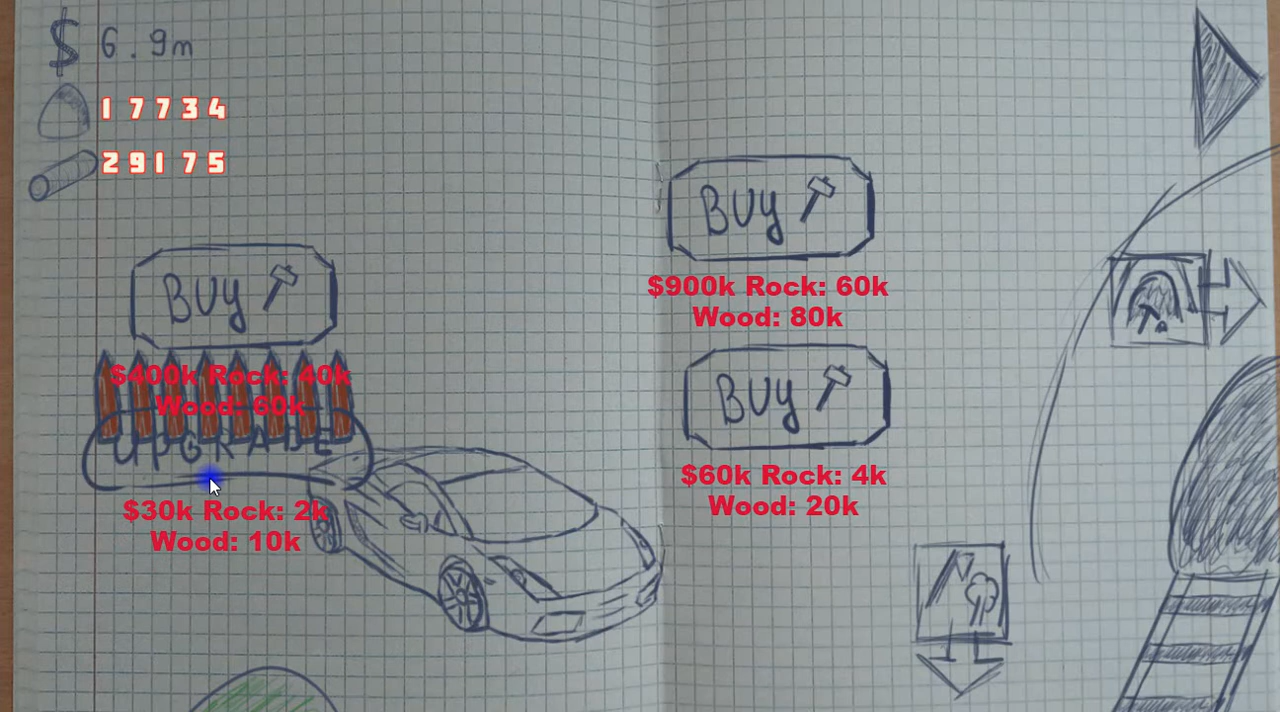 $ 6.9m
17734
29175
BUY
$900k Rock: 60k
Wood: 80k
BUY
$400k Rock: 40k
Wood: 60k
UPGRADE
$30k Rock: 2k
Wood: 10k
BUY
$60k Rock: 4k
Wood: 20k